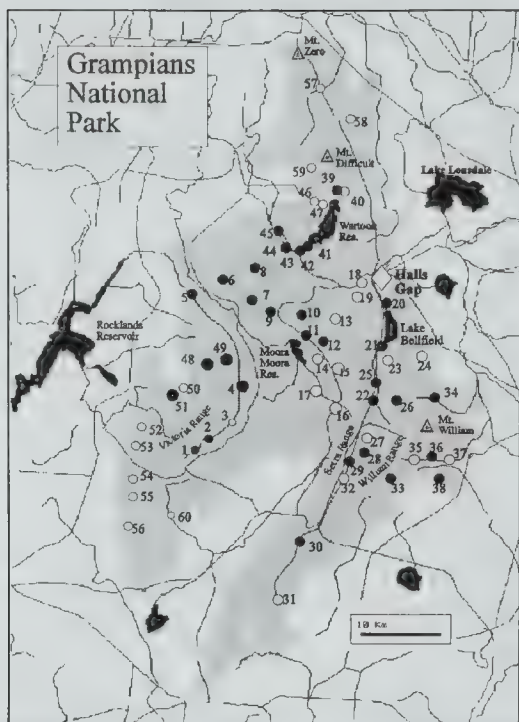 Grampians
National
Park
Mt.
Zero
57
58
59
Mt.
Difficult
39
46
40
47
Lake Lonsdale
Wartook
Res.
45
44
43
42
41
8
6
18
Halls
Gap
5
7
19
20
9
10
13
Rocklands
Reservoir
11
12
Lake
Bellfield
21
Moora
Moora
Res.
48
49
14
15
23
24
50
4
25
17
22
34
51
26
16
52
Victoria Range
3
Mt.
William
53
2
Serra Range
27
1
28
William Range
35
36
37
29
54
32
33
38
55
56
60
30
31
10 Km